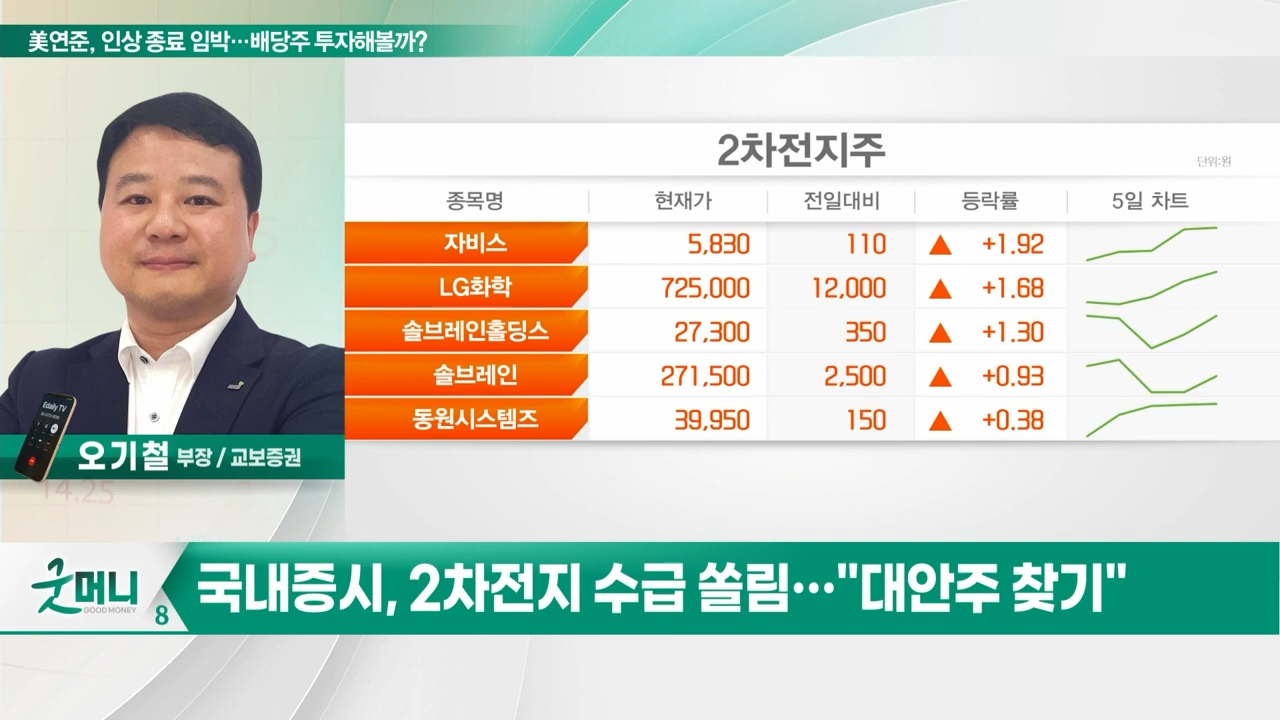 美연준, 인상 종료 임박…배당주 투자해볼까?
2차전지주
단위:원
종목명 현재가 전일대비 등락률 5일 차트
자비스 5,830 110 ▲ +1.92
LG화학 725,000 12,000 ▲ +1.68
솔브레인홀딩스 27,300 350 ▲ +1.30
솔브레인 271,500 2,500 ▲ +0.93
동원시스템즈 39,950 150 ▲ +0.38
Edaily TV
오기철 부장 / 교보증권
14.25
굿머니
GOOD MONEY
8
국내증시, 2차전지 수급 쏠림…"대안주 찾기"